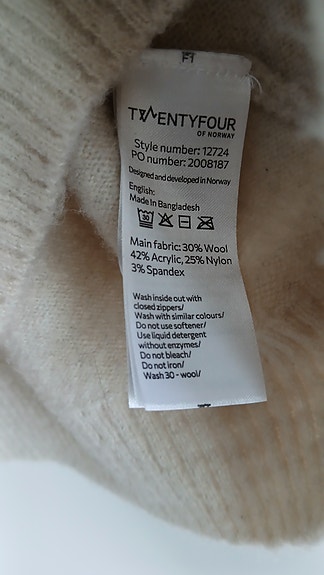 F1
TWENTYFOUR
OF NORWAY
Style number: 12724
PO number: 2008187
Designed and developed in Norway
English:
Made In Bangladesh
30
Main fabric: 30% Wool
42% Acrylic, 25% Nylon
3% Spandex
Wash inside out with
closed zippers/
Wash with similar colours/
Do not use softener/
Use liquid detergent
without enzymes/
Do not bleach/
Do not iron/
Wash 30 - wool/